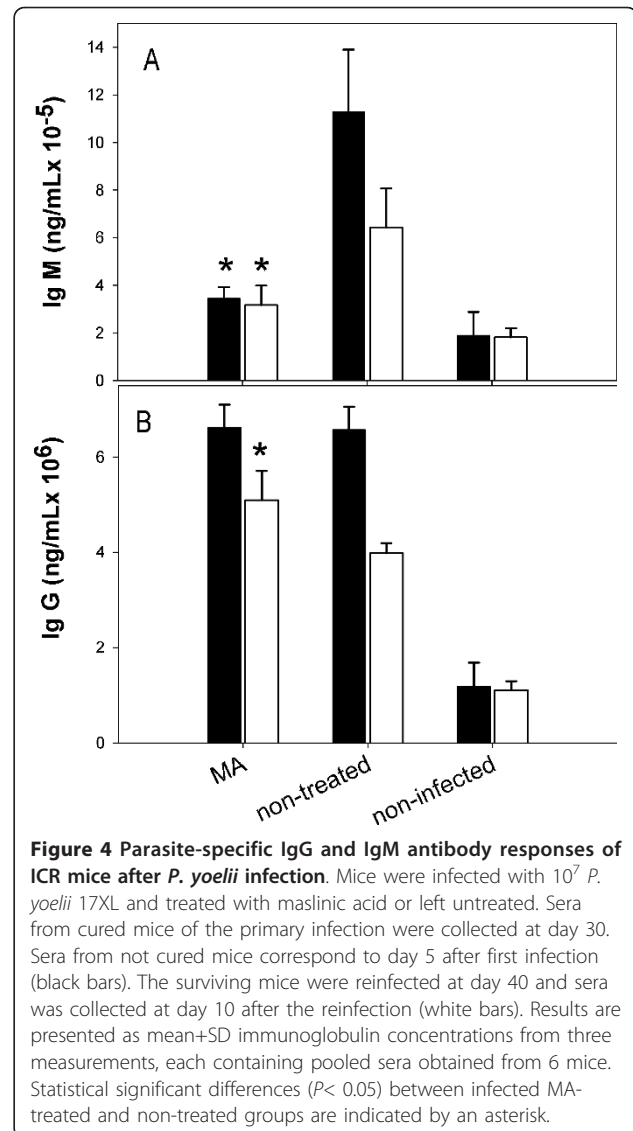 14
A
12
10
8
6
4
2
0
Ig M (ng/mLx 10⁻⁵)
* *
B
6
4
2
0
Ig G (ng/mLx 10⁶)
*
MA
non-treated
non-infected
Figure 4 Parasite-specific IgG and IgM antibody responses of
ICR mice after P. yoelii infection. Mice were infected with 10⁷ P.
yoelii 17XL and treated with maslinic acid or left untreated. Sera
from cured mice of the primary infection were collected at day 30.
Sera from not cured mice correspond to day 5 after first infection
(black bars). The surviving mice were reinfected at day 40 and sera
was collected at day 10 after the reinfection (white bars). Results are
presented as mean+SD immunoglobulin concentrations from three
measurements, each containing pooled sera obtained from 6 mice.
Statistical significant differences (P< 0.05) between infected MA-
treated and non-treated groups are indicated by an asterisk.